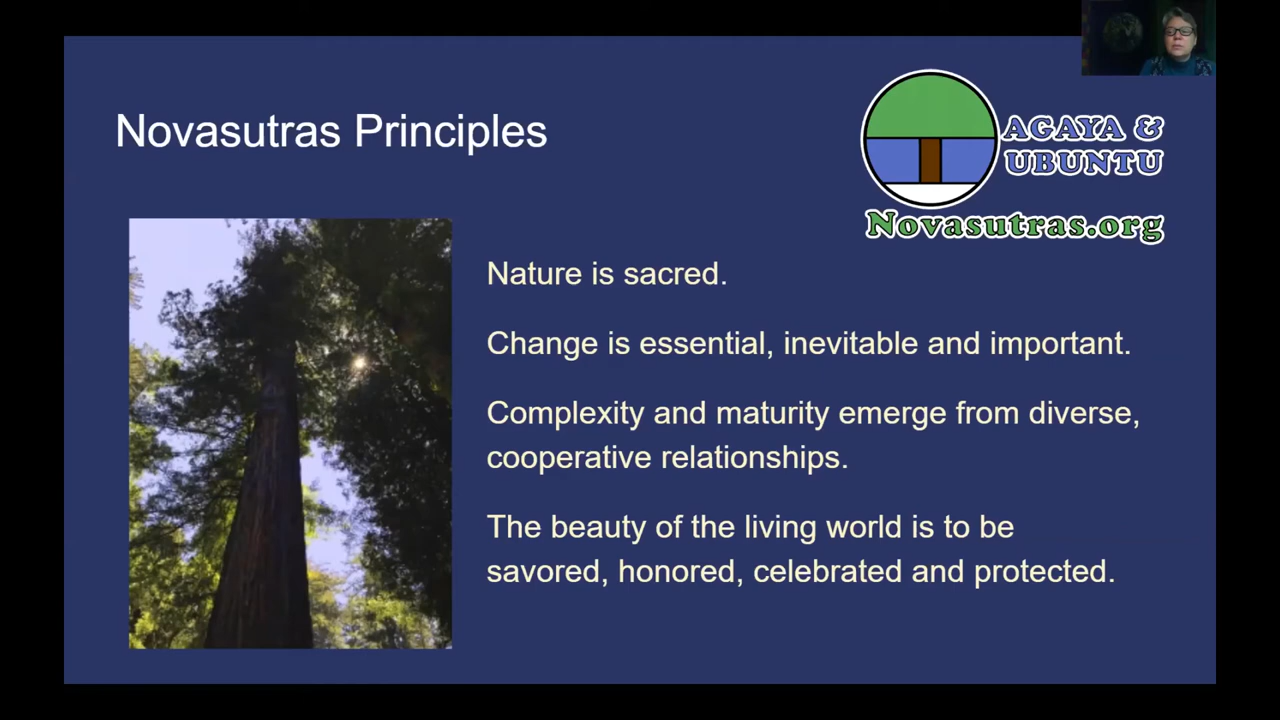 Novasutras Principles
AGAYA &
UBUNTU
Novasutras.org
Nature is sacred.
Change is essential, inevitable and important.
Complexity and maturity emerge from diverse,
cooperative relationships.
The beauty of the living world is to be
savored, honored, celebrated and protected.